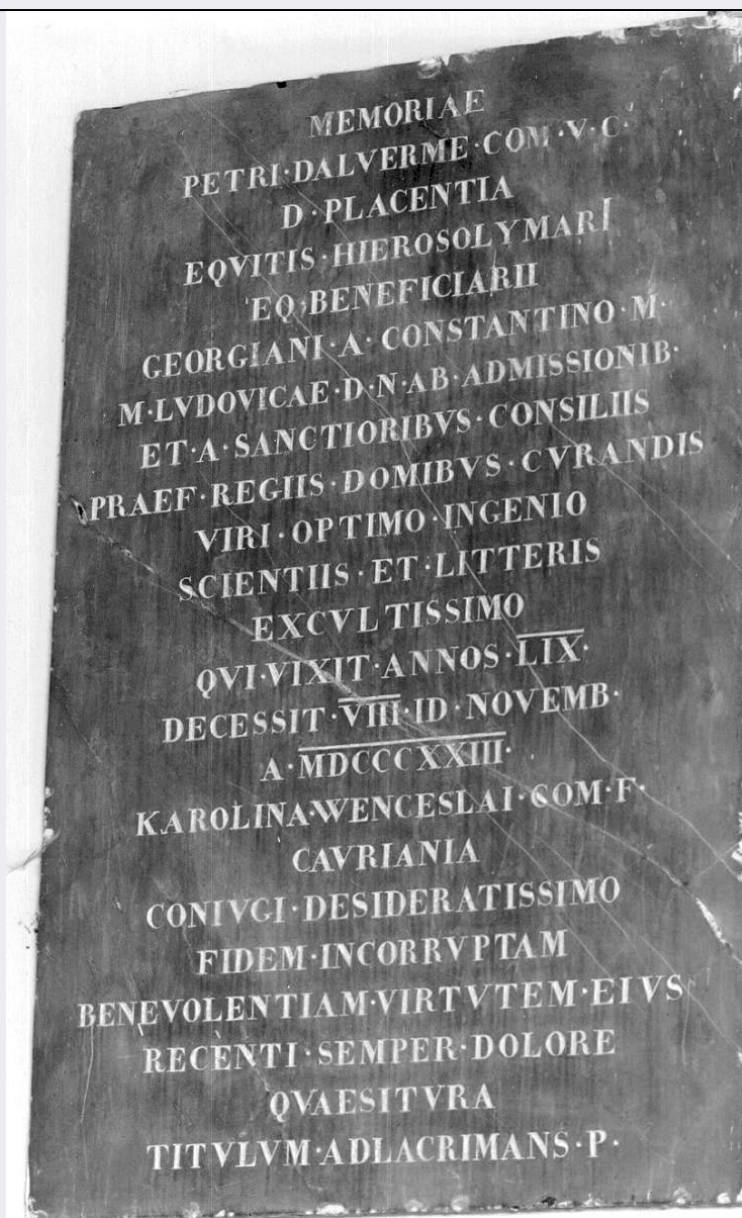 MEMORIAE
PETRI·DALVERME·COM·V·C·
D·PLACENTIA
EQVITIS·HIEROSOLYMARI
EQ·BENEFICIARII
GEORGIANI·A·CONSTANTINO·M·
M·LVDOVICAE·D·N·AB·ADMISSIONIB·
ET·A·SANCTIORIBVS·CONSILIIS
PRAEF·REGIIS·DOMIBVS·CVRANDIS
VIRI·OPTIMO·INGENIO
SCIENTIIS·ET·LITTERIS
EXCVLTISSIMO
QVI·VIXIT·ANNOS·LIX·
DECESSIT·VIII·ID·NOVEMB·
A·MDCCCXXIII·
KAROLINA·WENCESLAI·COM·F·
CAVRIANIA
CONIVGI·DESIDERATISSIMO
FIDEM·INCORRVPTAM
BENEVOLENTIAM·VIRTVTEM·EIVS
RECENTI·SEMPER·DOLORE
QVAESITVRA
TITVLVM·ADLACRIMANS·P·